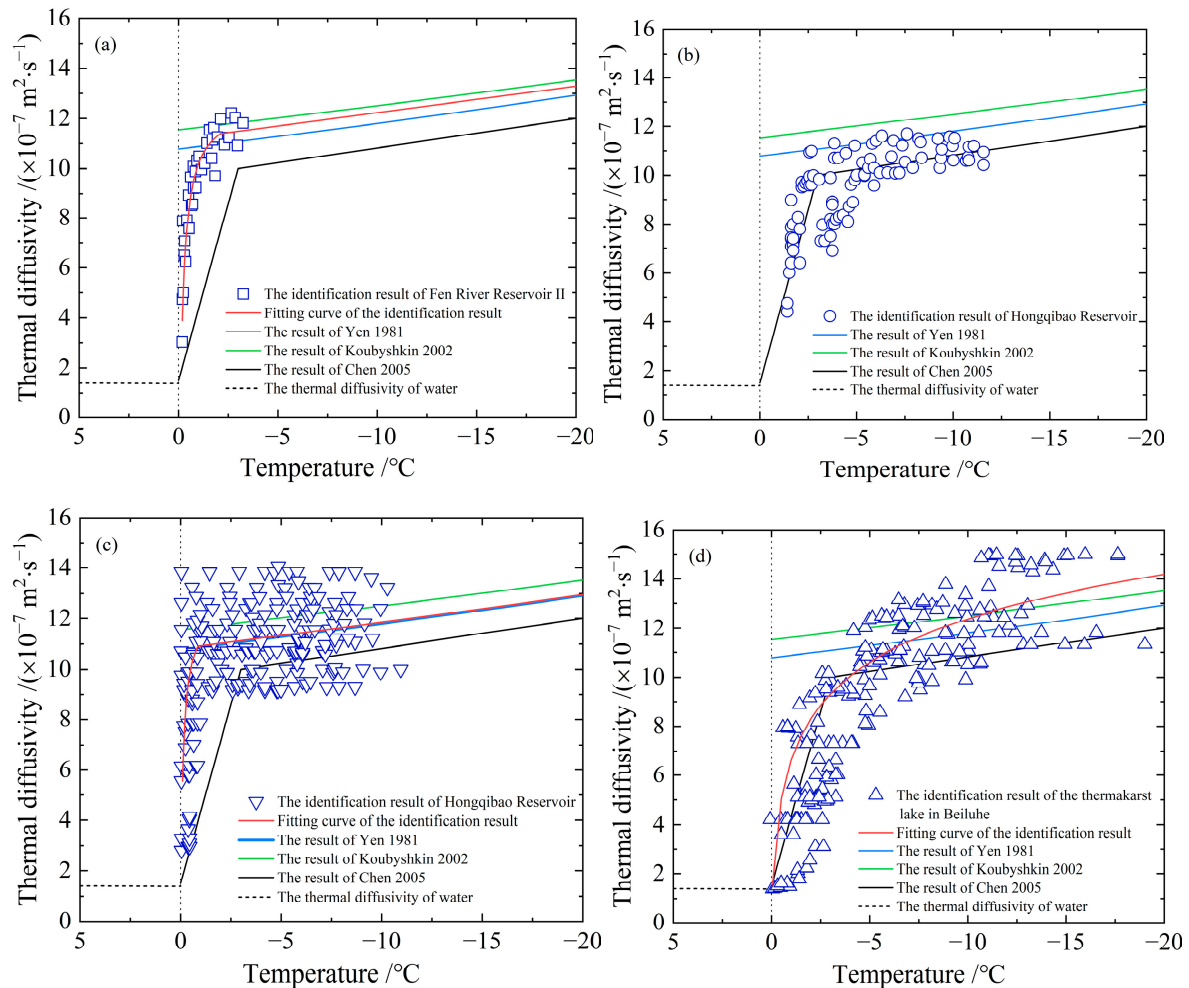 (a)
Thermal diffusivity /(×10⁻⁷ m²·s⁻¹)
16
14
12
10
8
6
4
2
0
The identification result of Fen River Reservoir II
Fitting curve of the identification result
The result of Yen 1981
The result of Koubyshkin 2002
The result of Chen 2005
The thermal diffusivity of water
5
0
−5
−10
−15
−20
Temperature /°C
(b)
Thermal diffusivity /(×10⁻⁷ m²·s⁻¹)
16
14
12
10
8
6
4
2
0
The identification result of Hongqibao Reservoir
The result of Yen 1981
The result of Koubyshkin 2002
The result of Chen 2005
The thermal diffusivity of water
5
0
−5
−10
−15
−20
Temperature /°C
(c)
Thermal diffusivity /(×10⁻⁷ m²·s⁻¹)
16
14
12
10
8
6
4
2
0
The identification result of Hongqibao Reservoir
Fitting curve of the identification result
The result of Yen 1981
The result of Koubyshkin 2002
The result of Chen 2005
The thermal diffusivity of water
5
0
−5
−10
−15
−20
Temperature /°C
(d)
Thermal diffusivity /(×10⁻⁷ m²·s⁻¹)
16
14
12
10
8
6
4
2
0
The identification result of the thermakarst
lake in Beiluhe
Fitting curve of the identification result
The result of Yen 1981
The result of Koubyshkin 2002
The result of Chen 2005
The thermal diffusivity of water
5
0
−5
−10
−15
−20
Temperature /°C